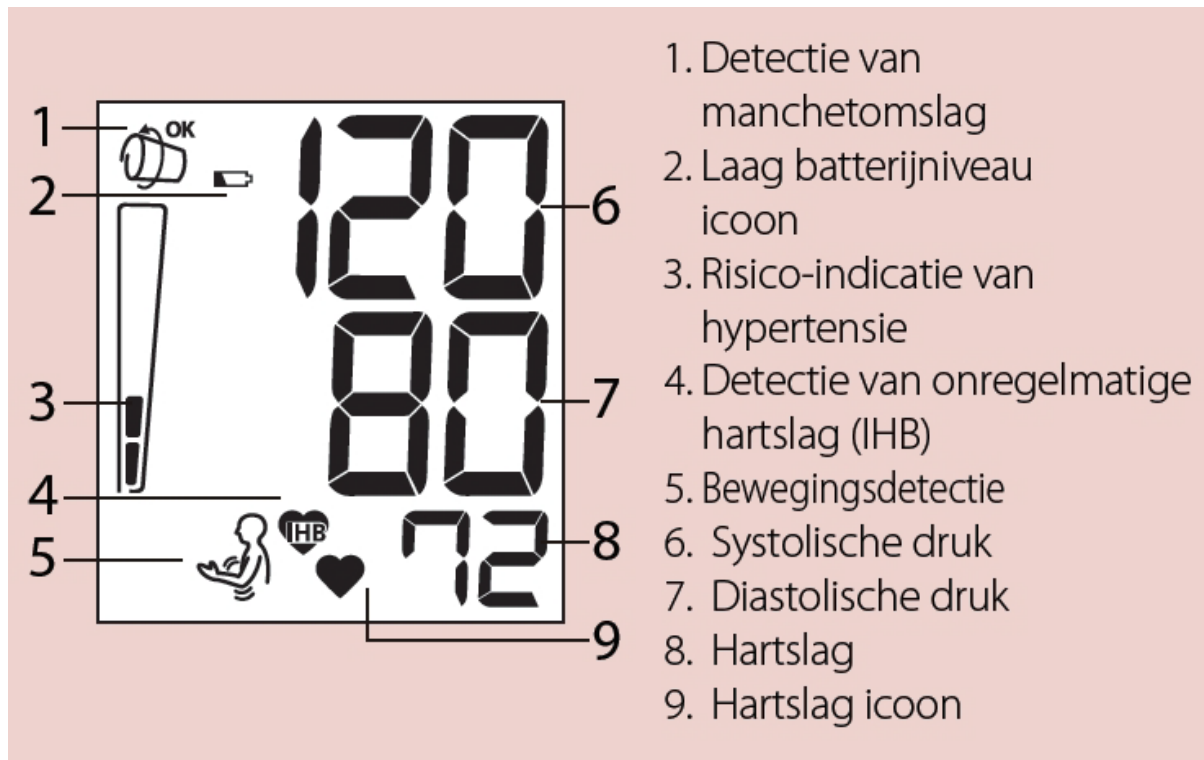 1
OK
2
120
6
3
80
7
4
IHB
5
72
8
9
1. Detectie van
manchetomslag
2. Laag batterijniveau
icoon
3. Risico-indicatie van
hypertensie
4. Detectie van onregelmatige
hartslag (IHB)
5. Bewegingsdetectie
6. Systolische druk
7. Diastolische druk
8. Hartslag
9. Hartslag icoon